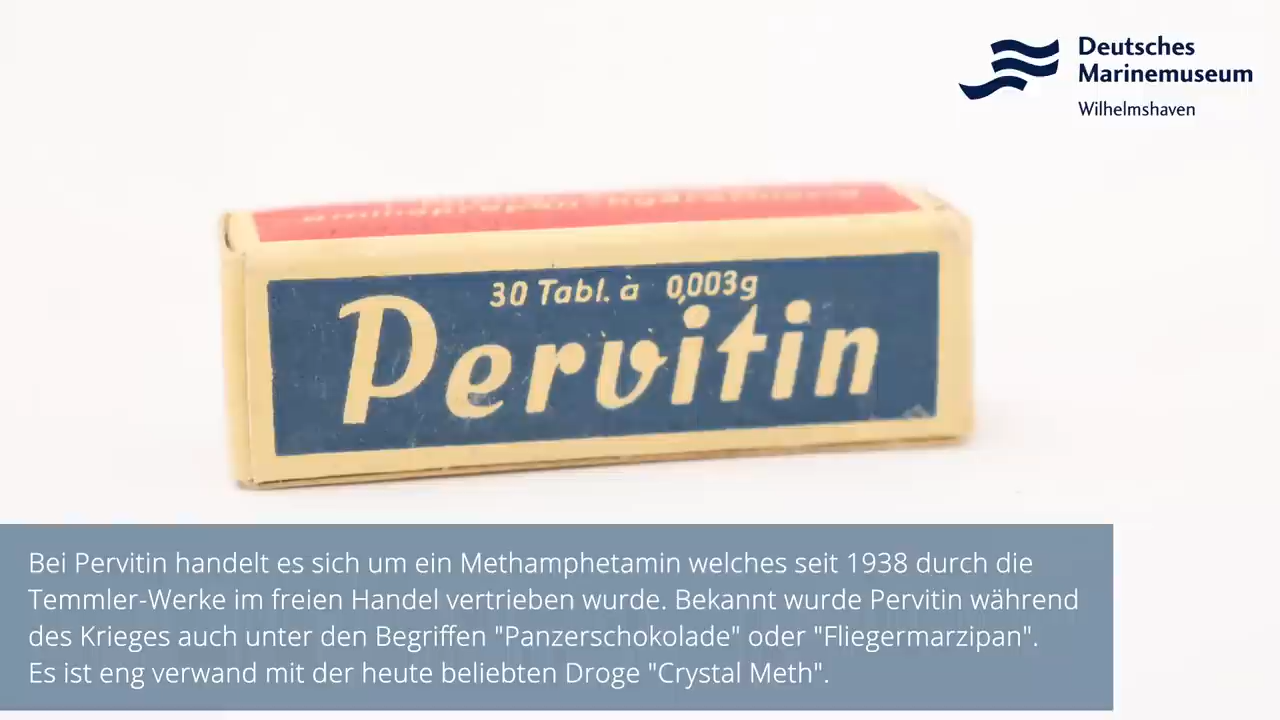 Deutsches
Marinemuseum
Wilhelmshaven
30 Tabl. à 0,003g
Pervitin
Bei Pervitin handelt es sich um ein Methamphetamin welches seit 1938 durch die
Temmler-Werke im freien Handel vertrieben wurde. Bekannt wurde Pervitin während
des Krieges auch unter den Begriffen "Panzerschokolade" oder "Fliegermarzipan".
Es ist eng verwand mit der heute beliebten Droge "Crystal Meth".